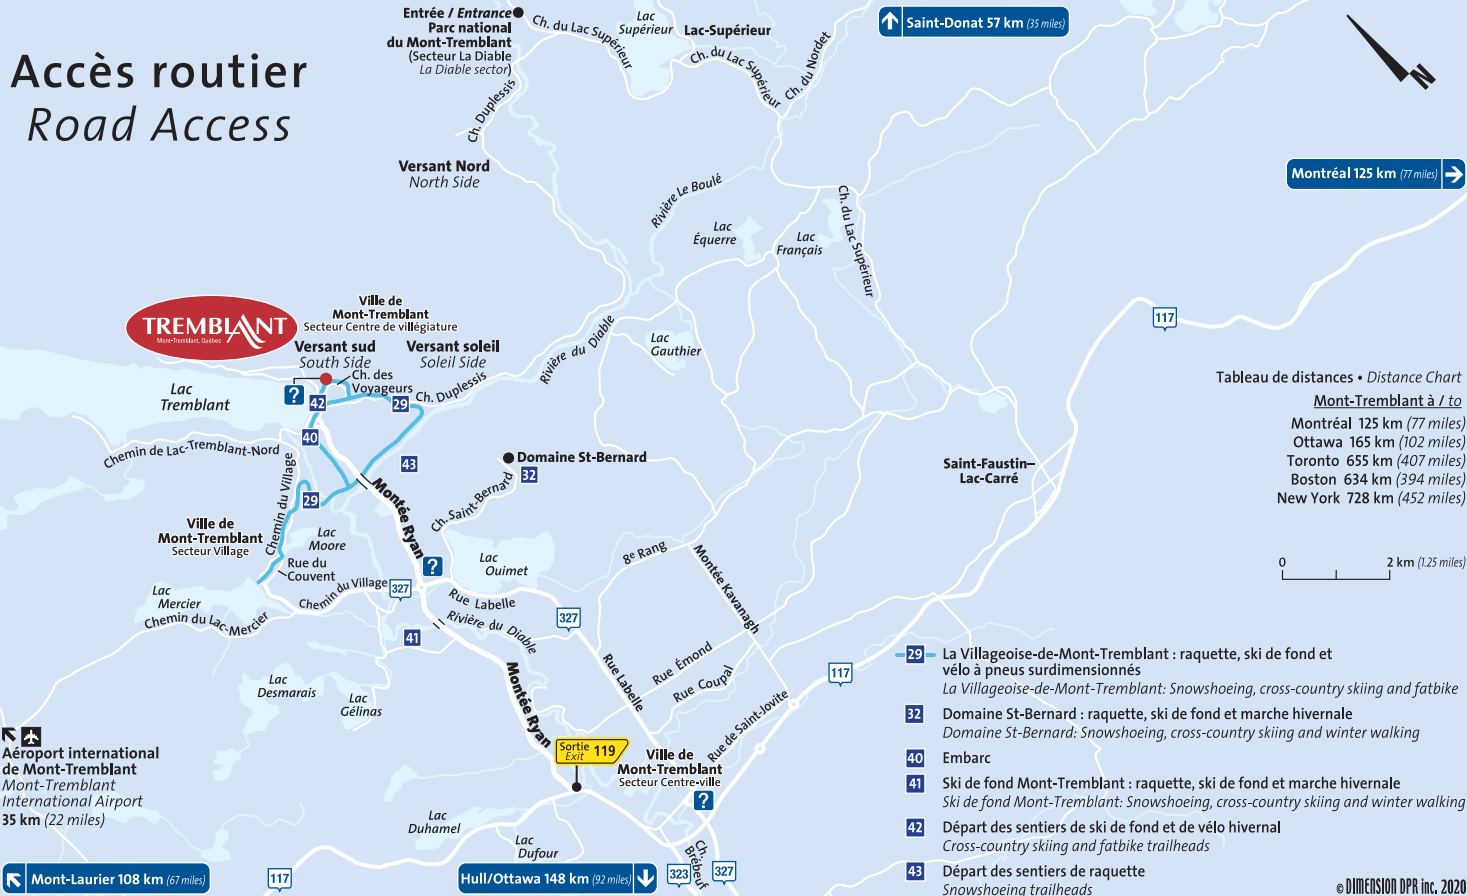 Accès routier
Road Access
Entrée / Entrance
Parc national
du Mont-Tremblant
(Secteur La Diable
La Diable sector)
Ch. du Lac Supérieur
Lac
Supérieur
Lac-Supérieur
Ch. du Lac Supérieur
Ch. du Nordet
Saint-Donat 57 km (35 miles)
N
Ch. Duplessis
Versant Nord
North Side
Montréal 125 km (77 miles)
Rivière Le Boulé
Ch. du Lac Supérieur
Lac
Équerre
Lac
Français
TREMBLANT
Mont-Tremblant, Québec
Ville de
Mont-Tremblant
Secteur Centre de villégiature
Versant sud
South Side
Versant soleil
Soleil Side
Ch. des
Voyageurs
Ch. Duplessis
Rivière du Diable
Lac
Gauthier
117
Lac
Tremblant
?
42
29
40
43
Chemin de Lac-Tremblant-Nord
Chemin du Village
29
Domaine St-Bernard
32
Ch. Saint-Bernard
Montée Ryan
Saint-Faustin–
Lac-Carré
Tableau de distances • Distance Chart
Mont-Tremblant à / to
Montréal 125 km (77 miles)
Ottawa 165 km (102 miles)
Toronto 655 km (407 miles)
Boston 634 km (394 miles)
New York 728 km (452 miles)
0
2 km (1.25 miles)
Ville de
Mont-Tremblant
Secteur Village
Lac
Moore
Rue du
Couvent
?
Lac
Ouimet
8e Rang
Montée Kavanagh
Lac
Mercier
Chemin du Lac-Mercier
Chemin du Village
327
Rue Labelle
327
Rivière du Diable
41
Rue Labelle
Rue Émond
Rue Coupal
117
Lac
Desmarais
Lac
Gélinas
Montée Ryan
Rue de Saint-Jovite
Sortie
Exit
119
Ville de
Mont-Tremblant
Secteur Centre-ville
?
Aéroport international
de Mont-Tremblant
Mont-Tremblant
International Airport
35 km (22 miles)
Lac
Duhamel
Lac
Dufour
Ch.
Brébeuf
Mont-Laurier 108 km (67 miles)
117
Hull/Ottawa 148 km (92 miles)
323
327
29 La Villageoise-de-Mont-Tremblant : raquette, ski de fond et
vélo à pneus surdimensionnés
La Villageoise-de-Mont-Tremblant: Snowshoeing, cross-country skiing and fatbike
32 Domaine St-Bernard : raquette, ski de fond et marche hivernale
Domaine St-Bernard: Snowshoeing, cross-country skiing and winter walking
40 Embarc
41 Ski de fond Mont-Tremblant : raquette, ski de fond et marche hivernale
Ski de fond Mont-Tremblant: Snowshoeing, cross-country skiing and winter walking
42 Départ des sentiers de ski de fond et de vélo hivernal
Cross-country skiing and fatbike trailheads
43 Départ des sentiers de raquette
Snowshoeing trailheads
© DIMENSION DPR inc. 2020